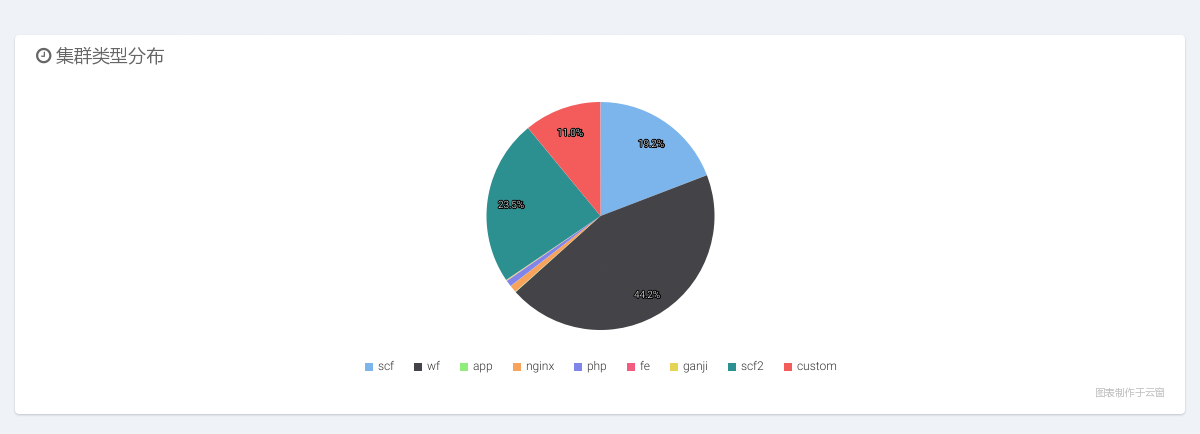 集群类型分布
11.0%
19.2%
23.5%
44.2%
scf wf app nginx php fe ganji scf2 custom
图表制作于云窗